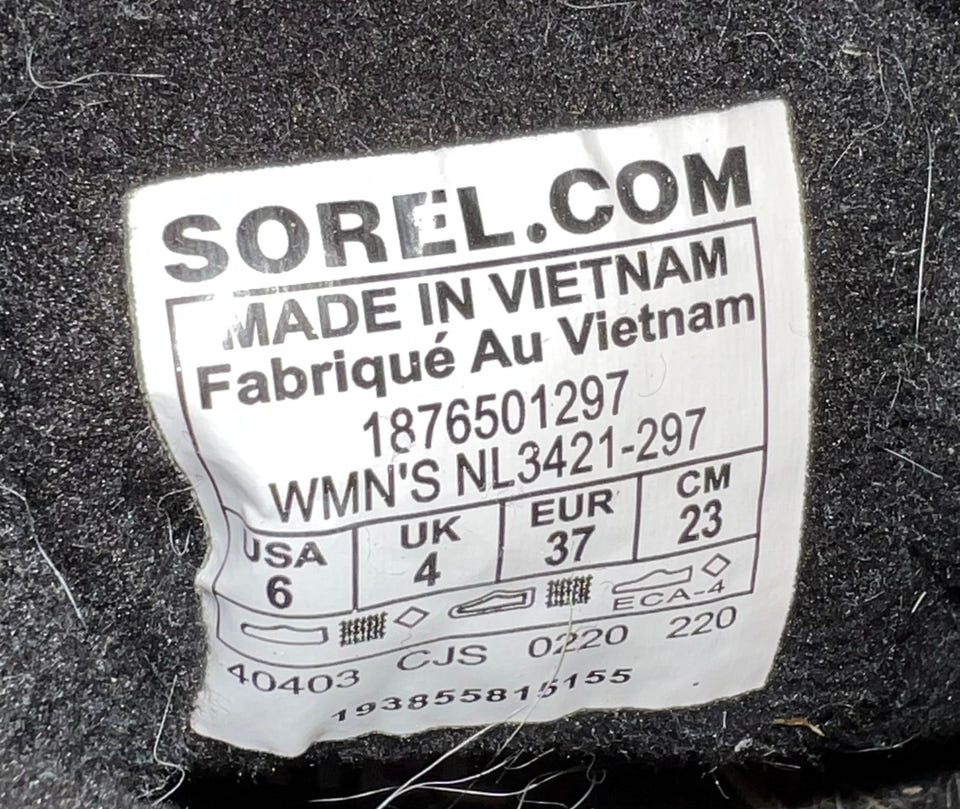 SOREL.COM
MADE IN VIETNAM
Fabriqué Au Vietnam
1876501297
WMN'S NL3421-297
USA UK EUR CM
6 4 37 23
ECA-4
40403 CJS 0220 220
193855815155